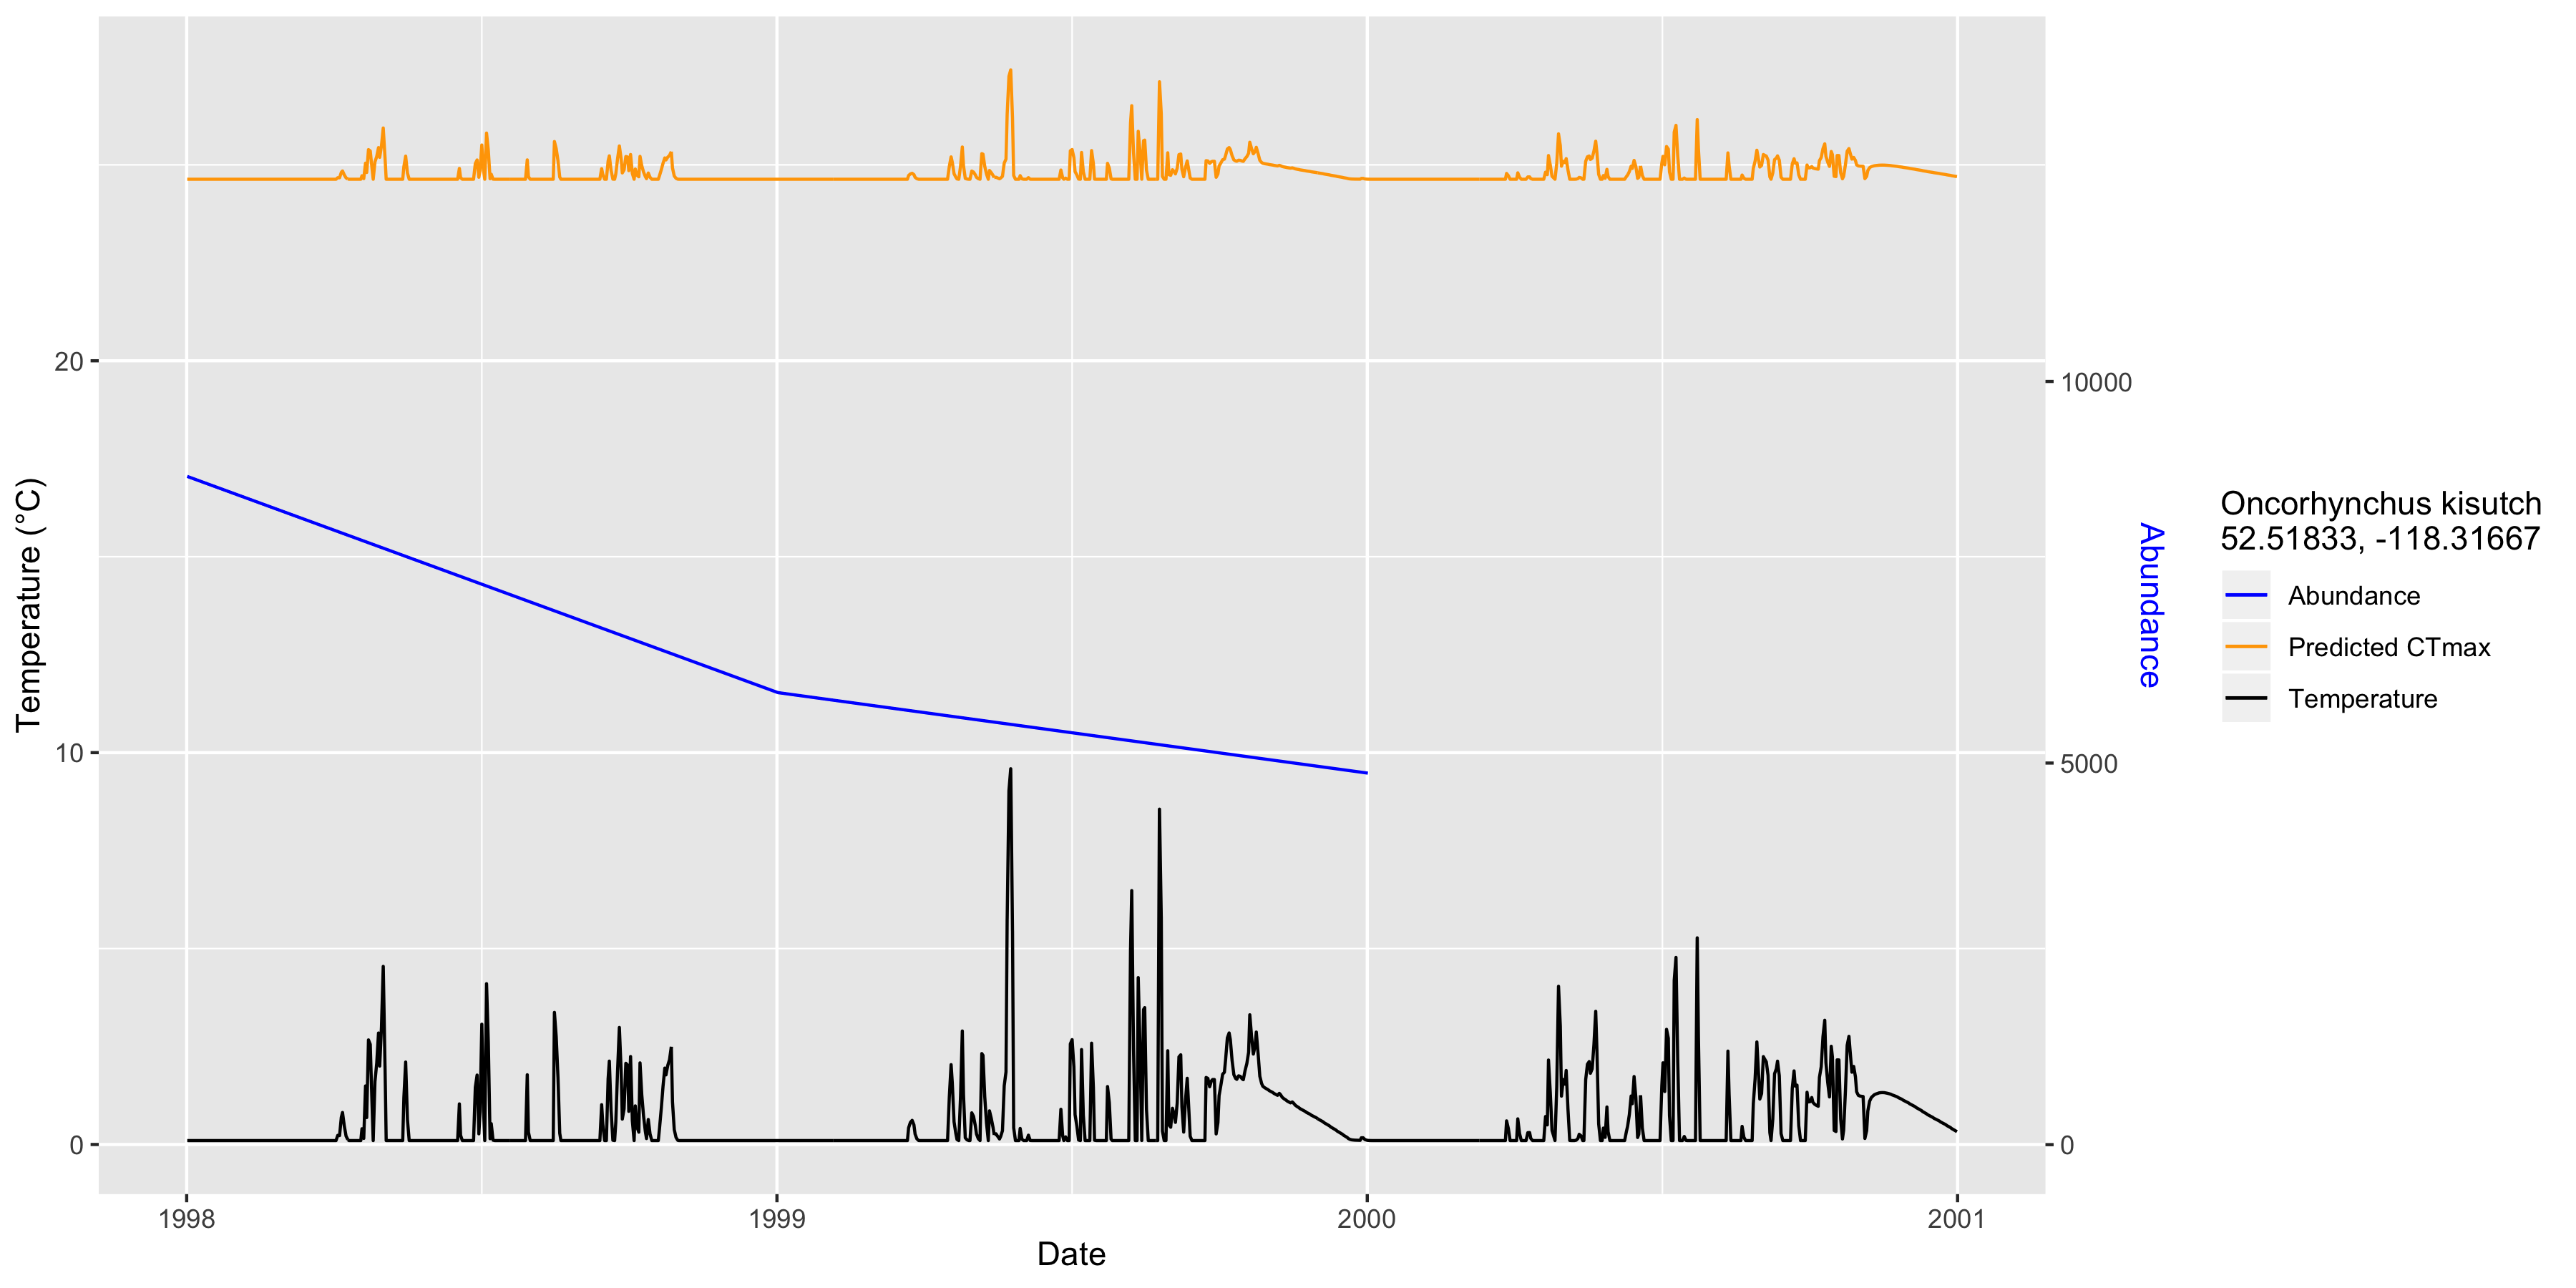 20
10
0
Temperature (°C)
1998
1999
2000
2001
Date
10000
5000
0
Abundance
Oncorhynchus kisutch
52.51833, -118.31667
Abundance
Predicted CTmax
Temperature